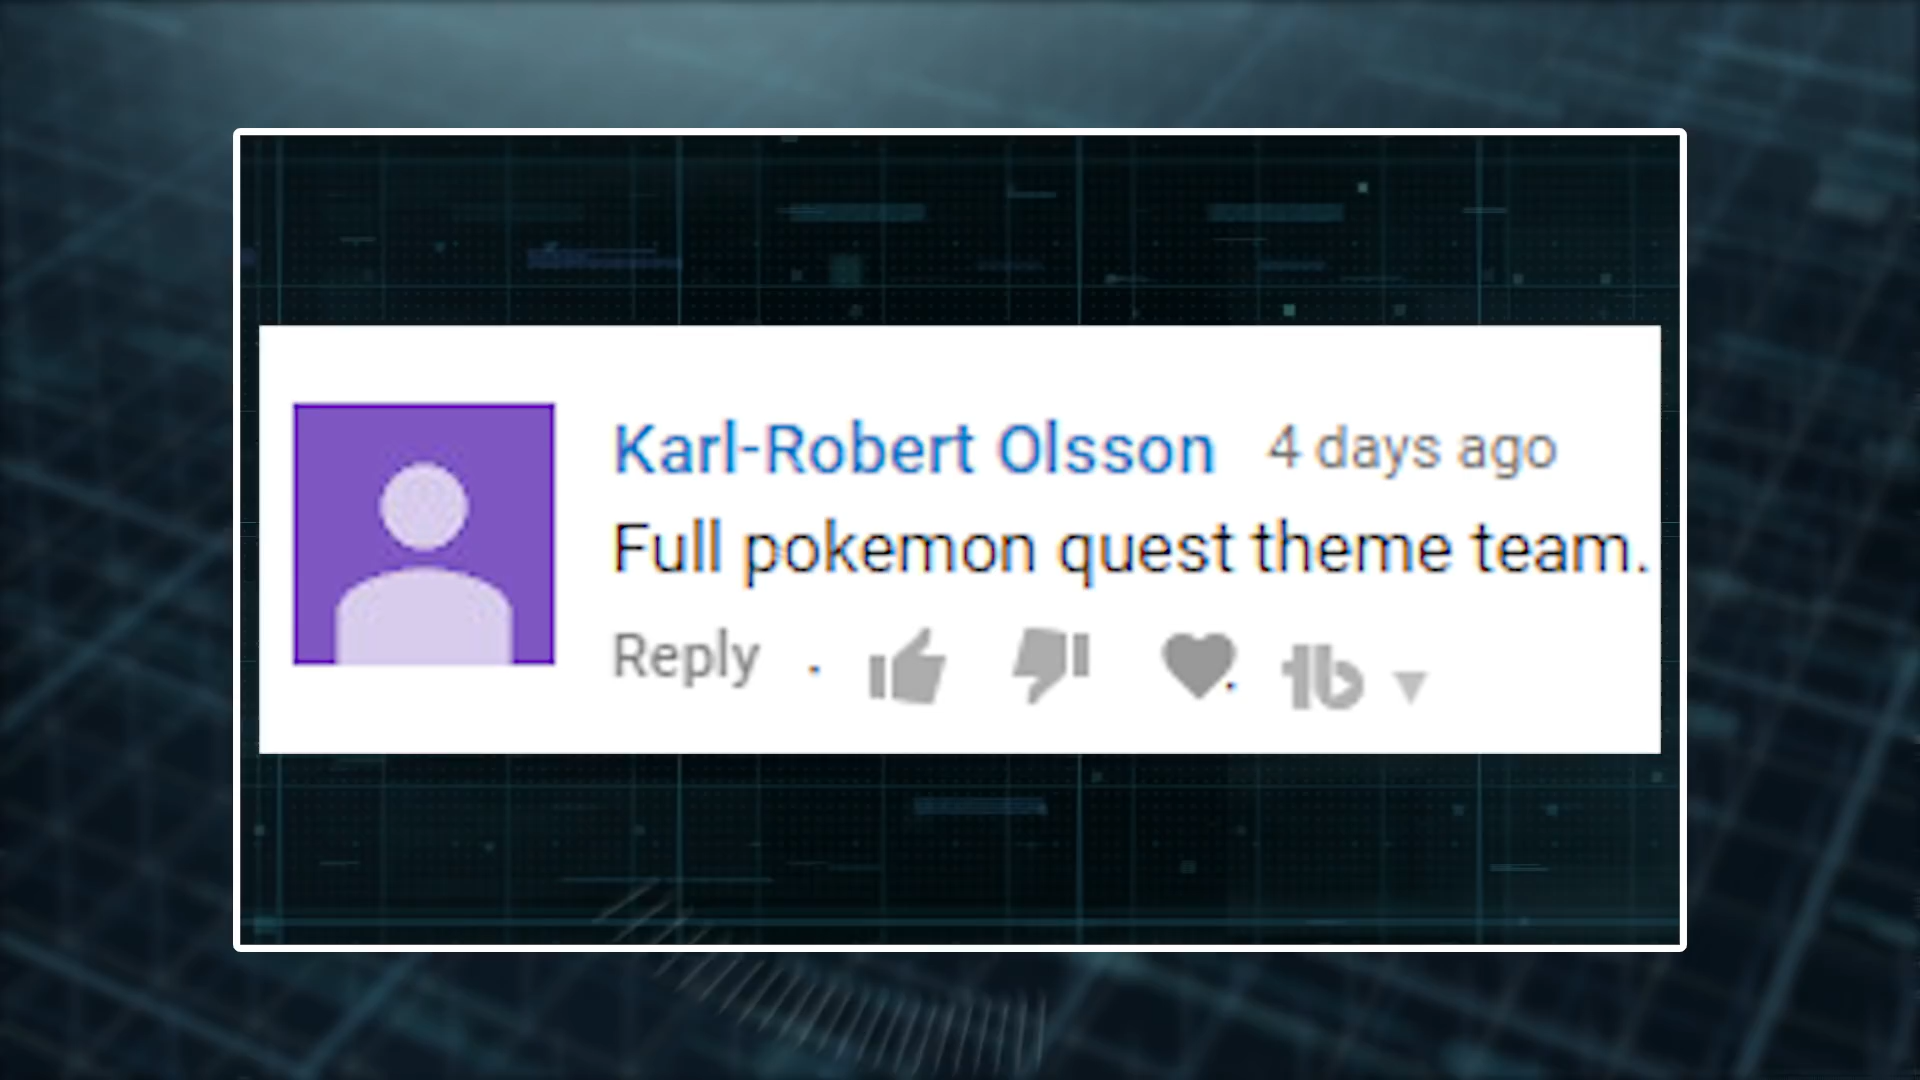 Karl-Robert Olsson 4 days ago
Full pokemon quest theme team.
Reply